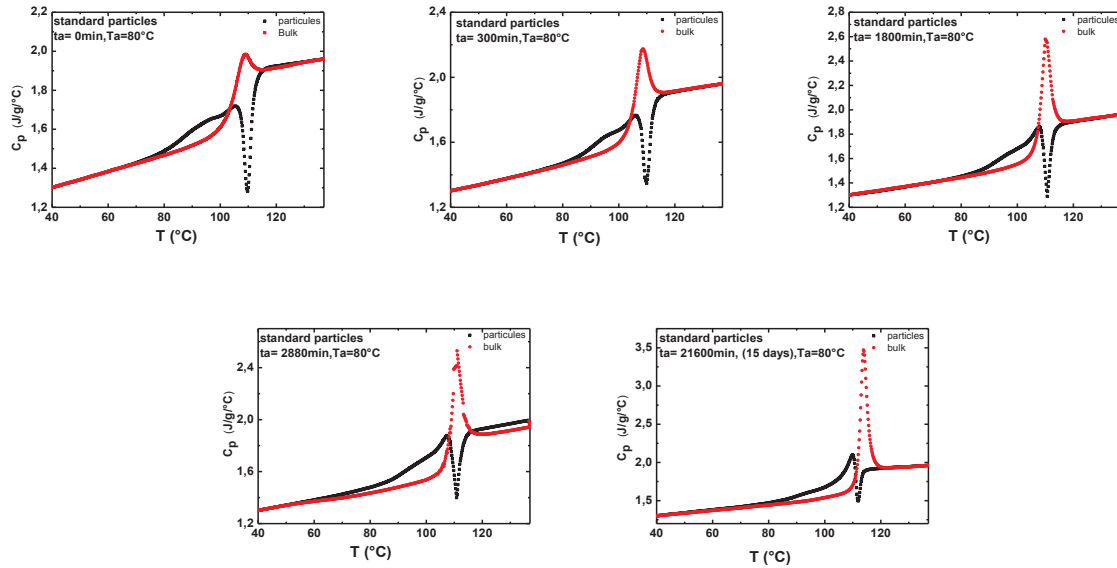 standard particles
ta= 0min,Ta=80°C
particules
Bulk
2,0
1,8
1,6
1,4
1,2
Cp (J/g/°C)
40 60 80 100 120
T (°C)
standard particles
ta= 300min,Ta=80°C
particules
bulk
2,4
2,2
2,0
1,8
1,6
1,4
1,2
Cp (J/g/°C)
40 60 80 100 120
T (°C)
standard particles
ta= 1800min,Ta=80°C
particules
bulk
2,8
2,6
2,4
2,2
2,0
1,8
1,6
1,4
1,2
Cp (J/g/°C)
40 60 80 100 120
T (°C)
standard particles
ta= 2880min,Ta=80°C
particules
bulk
2,4
2,0
1,6
1,2
Cp (J/g/°C)
40 60 80 100 120
T (°C)
standard particles
ta= 21600min, (15 days),Ta=80°C
particles
bulk
3,5
3,0
2,5
2,0
1,5
Cp (J/g/°C)
40 60 80 100 120
T (°C)